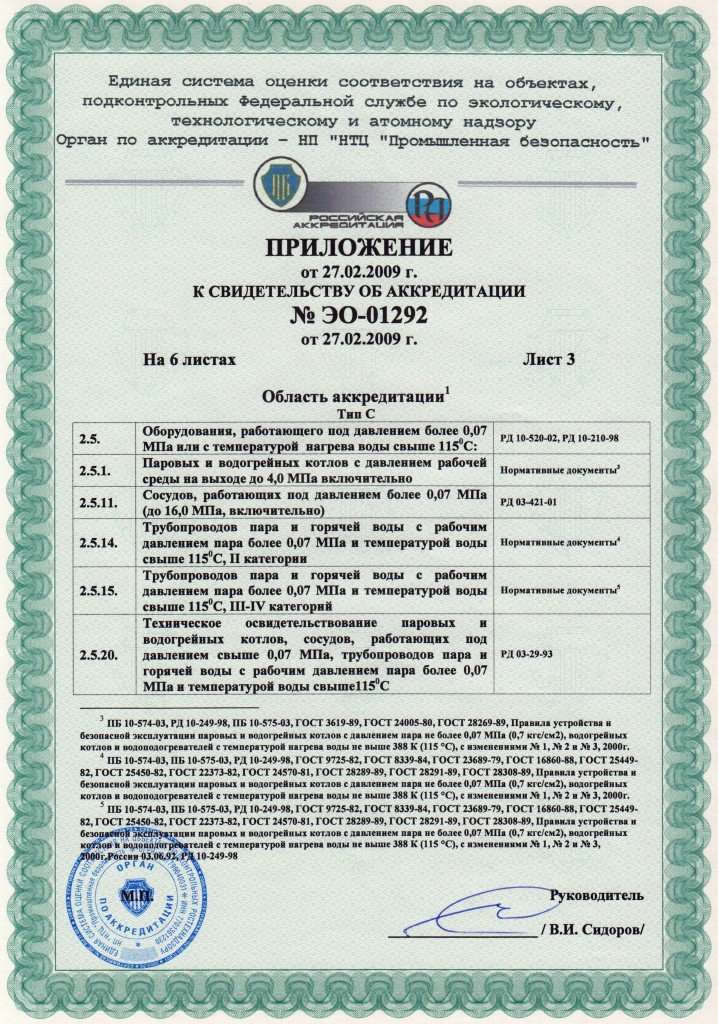 Единая система оценки соответствия на объектах,
подконтрольных Федеральной службе по экологическому,
технологическому и атомному надзору
Орган по аккредитации – НП "НТЦ "Промышленная безопасность"
ПБ
РА
РОССИЙСКАЯ
АККРЕДИТАЦИЯ
ПРИЛОЖЕНИЕ
от 27.02.2009 г.
К СВИДЕТЕЛЬСТВУ ОБ АККРЕДИТАЦИИ
№ ЭО-01292
от 27.02.2009 г.
На 6 листах Лист 3
Область аккредитации¹
Тип С
2.5. Оборудования, работающего под давлением более 0,07
МПа или с температурой нагрева воды свыше 115⁰С: РД 10-520-02, РД 10-210-98
2.5.1. Паровых и водогрейных котлов с давлением рабочей
среды на выходе до 4,0 МПа включительно Нормативные документы³
2.5.11. Сосудов, работающих под давлением более 0,07 МПа
(до 16,0 МПа, включительно) РД 03-421-01
2.5.14. Трубопроводов пара и горячей воды с рабочим
давлением пара более 0,07 МПа и температурой воды
свыше 115⁰С, II категории Нормативные документы⁴
2.5.15. Трубопроводов пара и горячей воды с рабочим
давлением пара более 0,07 МПа и температурой воды
свыше 115⁰С, III-IV категорий Нормативные документы⁵
2.5.20. Техническое освидетельствование паровых и
водогрейных котлов, сосудов, работающих под
давлением свыше 0,07 МПа, трубопроводов пара и
горячей воды с рабочим давлением пара более 0,07
МПа и температурой воды свыше115⁰С РД 03-29-93
³ ПБ 10-574-03, РД 10-249-98, ПБ 10-575-03, ГОСТ 3619-89, ГОСТ 24005-80, ГОСТ 28269-89, Правила устройства и
безопасной эксплуатации паровых и водогрейных котлов с давлением пара не более 0,07 МПа (0,7 кгс/см2), водогрейных
котлов и водоподогревателей с температурой нагрева воды не выше 388 К (115 °С), с изменениями № 1, № 2 и № 3, 2000г.
⁴ ПБ 10-574-03, ПБ 10-575-03, РД 10-249-98, ГОСТ 9725-82, ГОСТ 8339-84, ГОСТ 23689-79, ГОСТ 16860-88, ГОСТ 25449-
82, ГОСТ 25450-82, ГОСТ 22373-82, ГОСТ 24570-81, ГОСТ 28289-89, ГОСТ 28291-89, ГОСТ 28308-89, Правила устройства и
безопасной эксплуатации паровых и водогрейных котлов с давлением пара не более 0,07 МПа (0,7 кгс/см2), водогрейных
котлов и водоподогревателей с температурой нагрева воды не выше 388 К (115 °С), с изменениями № 1, № 2 и № 3, 2000г.
⁵ ПБ 10-574-03, ПБ 10-575-03, РД 10-249-98, ГОСТ 9725-82, ГОСТ 8339-84, ГОСТ 23689-79, ГОСТ 16860-88, ГОСТ 25449-
82, ГОСТ 25450-82, ГОСТ 22373-82, ГОСТ 24570-81, ГОСТ 28289-89, ГОСТ 28291-89, ГОСТ 28308-89, Правила устройства и
безопасной эксплуатации паровых и водогрейных котлов с давлением пара не более 0,07 МПа (0,7 кгс/см2), водогрейных
котлов и водоподогревателей с температурой нагрева воды не выше 388 К (115 °С), с изменениями № 1, № 2 и № 3,
2000г.России 03.06.92, РД 10-249-98
ОРГАН
ПО АККРЕДИТАЦИИ
М.П.
Руководитель
/ В.И. Сидоров/